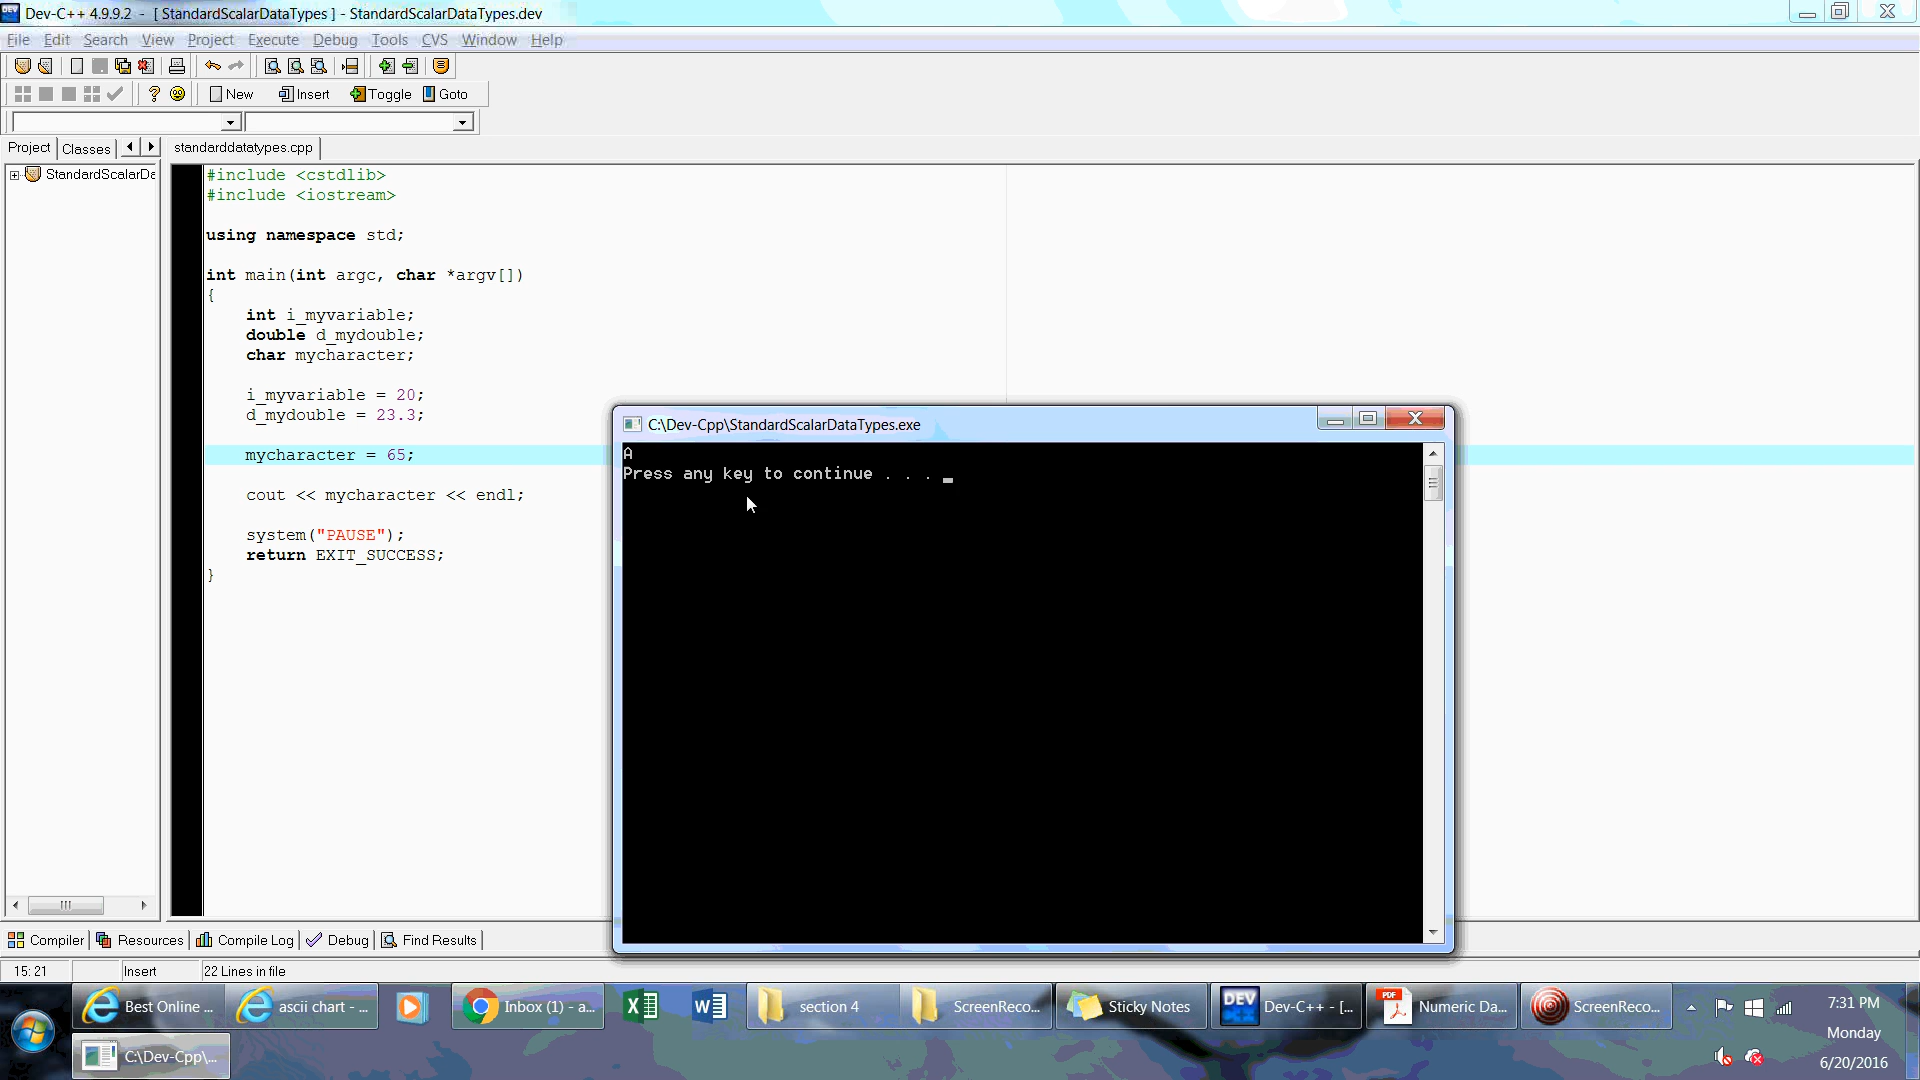 Dev-C++ 4.9.9.2 - [ StandardScalarDataTypes ] - StandardScalarDataTypes.dev
File Edit Search View Project Execute Debug Tools CVS Window Help
New Insert Toggle Goto
Project Classes standarddatatypes.cpp
StandardScalarDa
#include <cstdlib>
#include <iostream>
using namespace std;
int main(int argc, char *argv[])
{
int i_myvariable;
double d_mydouble;
char mycharacter;
i_myvariable = 20;
d_mydouble = 23.3;
mycharacter = 65;
cout << mycharacter << endl;
system("PAUSE");
return EXIT_SUCCESS;
}
C:\Dev-Cpp\StandardScalarDataTypes.exe
A
Press any key to continue . . . _
Compiler Resources Compile Log Debug Find Results
15: 21 Insert 22 Lines in file
Best Online ... ascii chart - ... Inbox (1) - a... section 4 ScreenReco... Sticky Notes DEV Dev-C++ - [... PDF Numeric Da... ScreenReco...
C:\Dev-Cpp\...
7:31 PM
Monday
6/20/2016